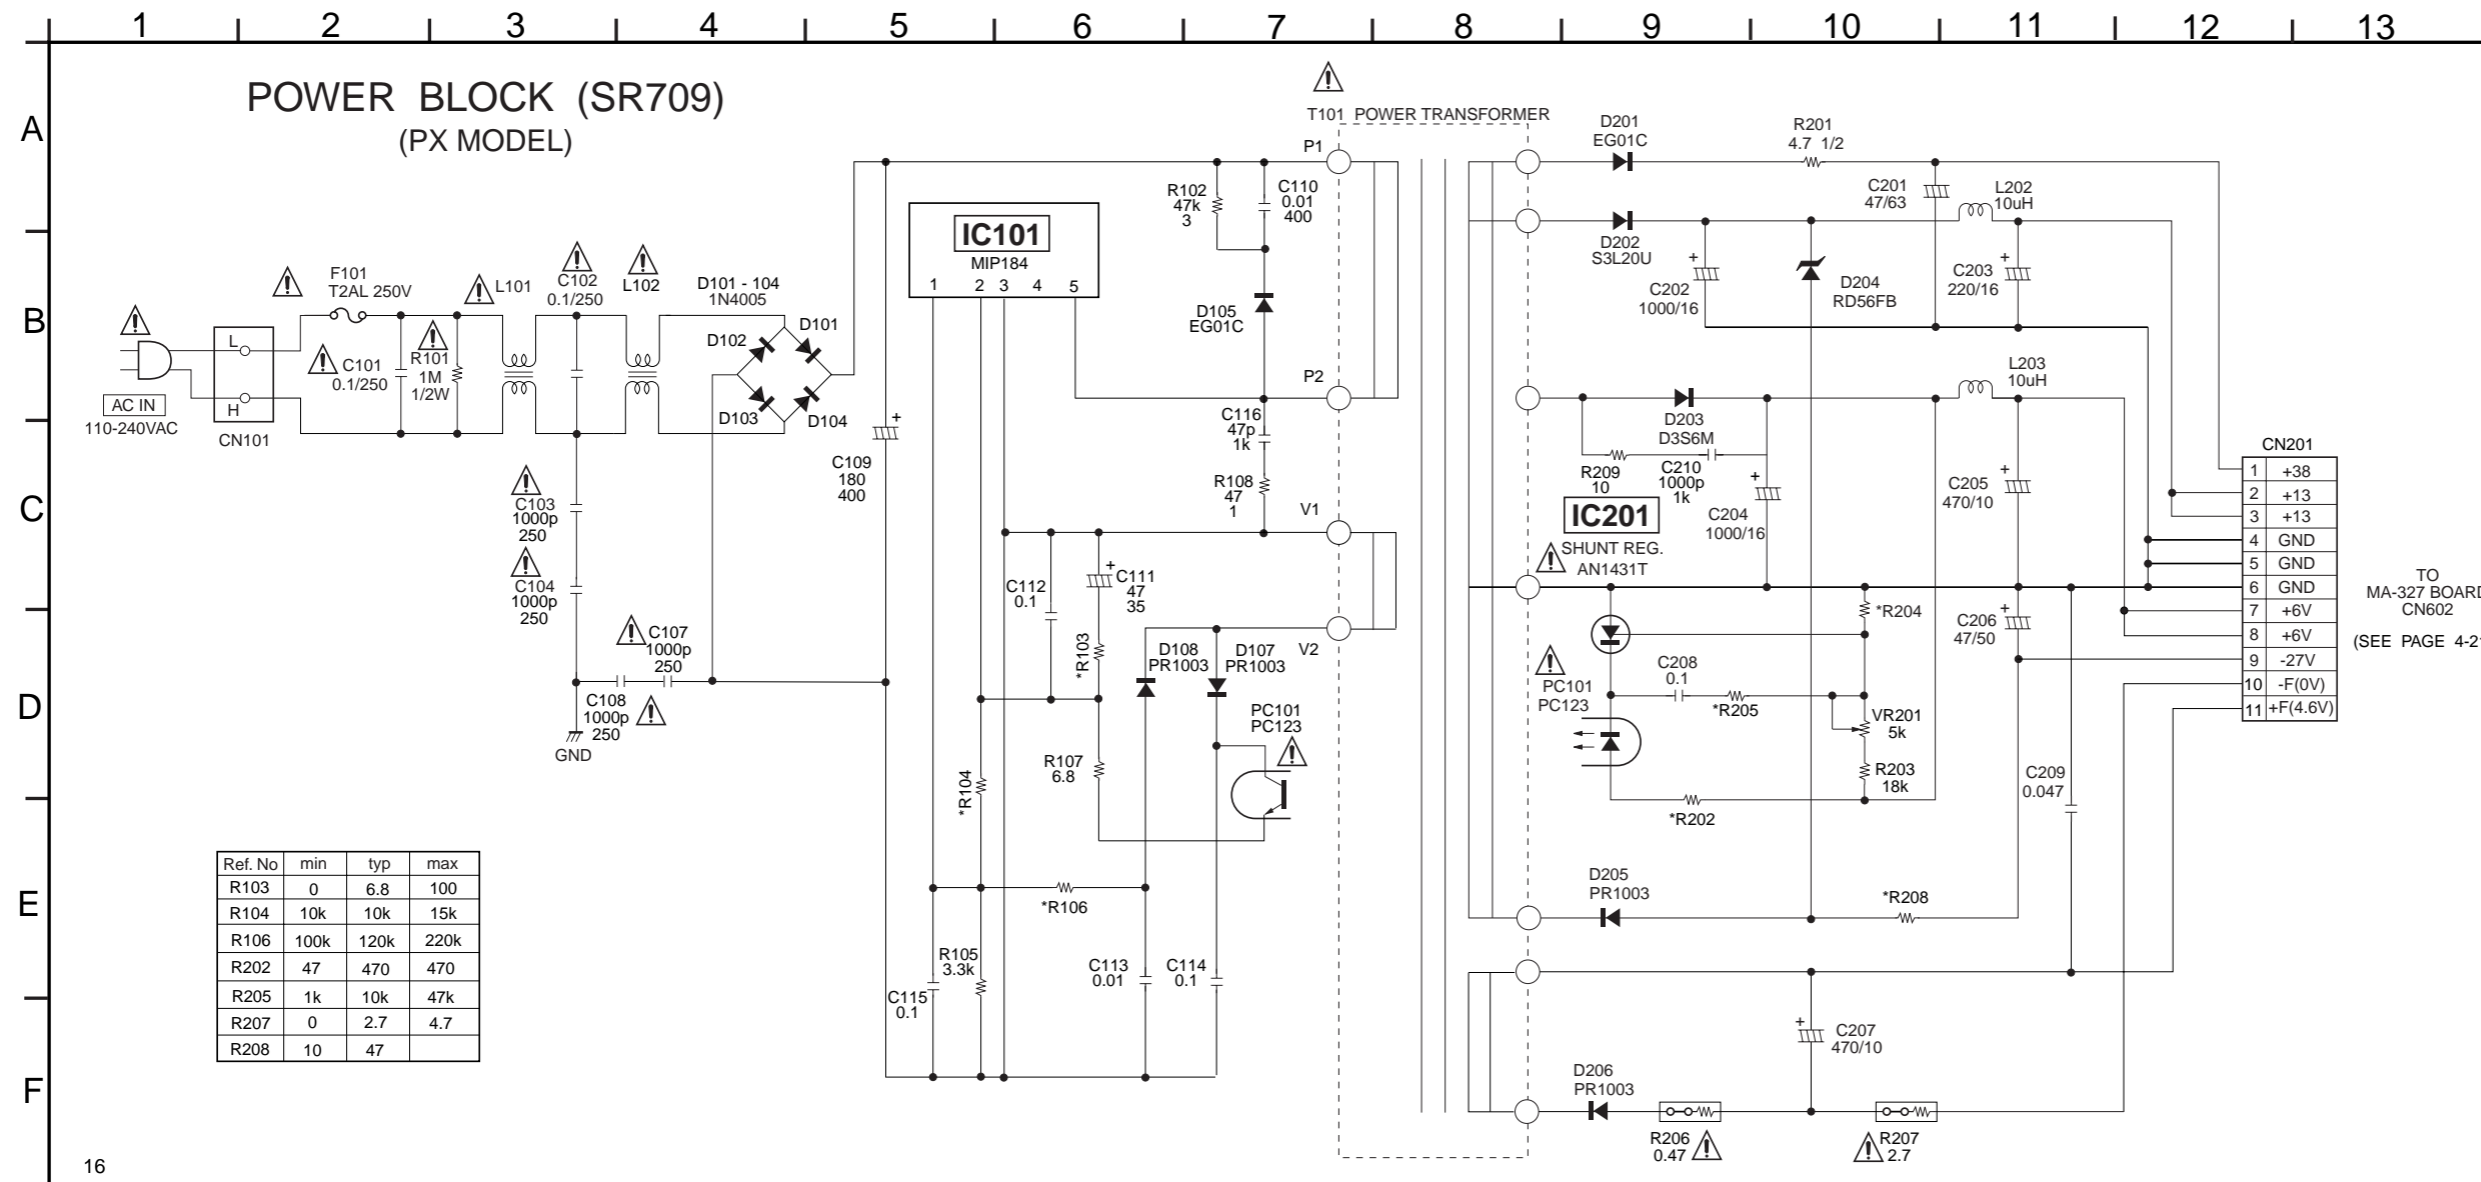 1 2 3 4 5 6 7 8 9 10 11 12 13
A
B
C
D
E
F
POWER BLOCK (SR709)
(PX MODEL)
T101 POWER TRANSFORMER
P1
P2
V1
V2
AC IN
110-240VAC
L
H
CN101
F101
T2AL 250V
C101
0.1/250
R101
1M
1/2W
L101
C102
0.1/250
L102
D101 - 104
1N4005
D102
D101
D103
D104
C103
1000p
250
C104
1000p
250
C107
1000p
250
C108
1000p
250
GND
C109
180
400
+
IC101
MIP184
1 2 3 4 5
R102
47k
3
C110
0.01
400
D105
EG01C
C116
47p
1k
R108
47
1
C112
0.1
+
C111
47
35
*R103
D108
PR1003
D107
PR1003
PC101
PC123
R107
6.8
*R104
*R106
R105
3.3k
C115
0.1
C113
0.01
C114
0.1
D201
EG01C
R201
4.7 1/2
C201
47/63
L202
10uH
D202
S3L20U
+
C202
1000/16
D204
RD56FB
+
C203
220/16
L203
10uH
D203
D3S6M
R209
10
C210
1000p
1k
+
C204
1000/16
+
C205
470/10
IC201
SHUNT REG.
AN1431T
*R204
+
C206
47/50
PC101
PC123
C208
0.1
*R205
VR201
5k
R203
18k
*R202
C209
0.047
D205
PR1003
*R208
+
C207
470/10
D206
PR1003
R206
0.47
R207
2.7
CN201
1 +38
2 +13
3 +13
4 GND
5 GND
6 GND
7 +6V
8 +6V
9 -27V
10 -F(0V)
11 +F(4.6V)
TO
MA-327 BOARD
CN602
(SEE PAGE 4-2
Ref. No min typ max
R103 0 6.8 100
R104 10k 10k 15k
R106 100k 120k 220k
R202 47 470 470
R205 1k 10k 47k
R207 0 2.7 4.7
R208 10 47
16